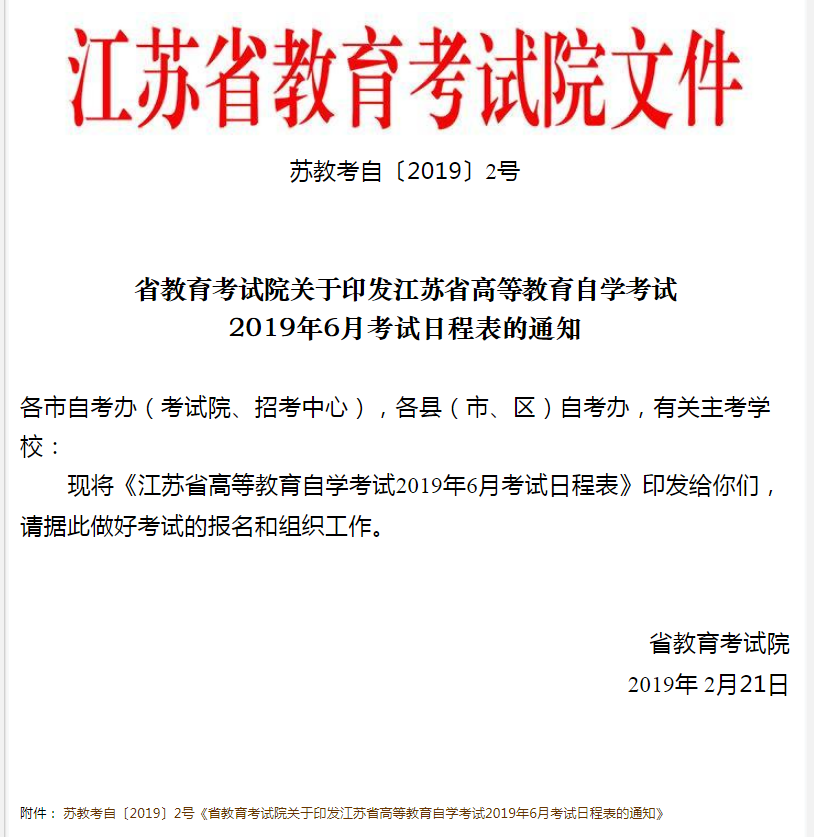 江苏省教育考试院文件
苏教考自〔2019〕2号
省教育考试院关于印发江苏省高等教育自学考试
2019年6月考试日程表的通知
各市自考办（考试院、招考中心），各县（市、区）自考办，有关主考学
校：
现将《江苏省高等教育自学考试2019年6月考试日程表》印发给你们，
请据此做好考试的报名和组织工作。
省教育考试院
2019年 2月21日
附件： 苏教考自〔2019〕2号《省教育考试院关于印发江苏省高等教育自学考试2019年6月考试日程表的通知》